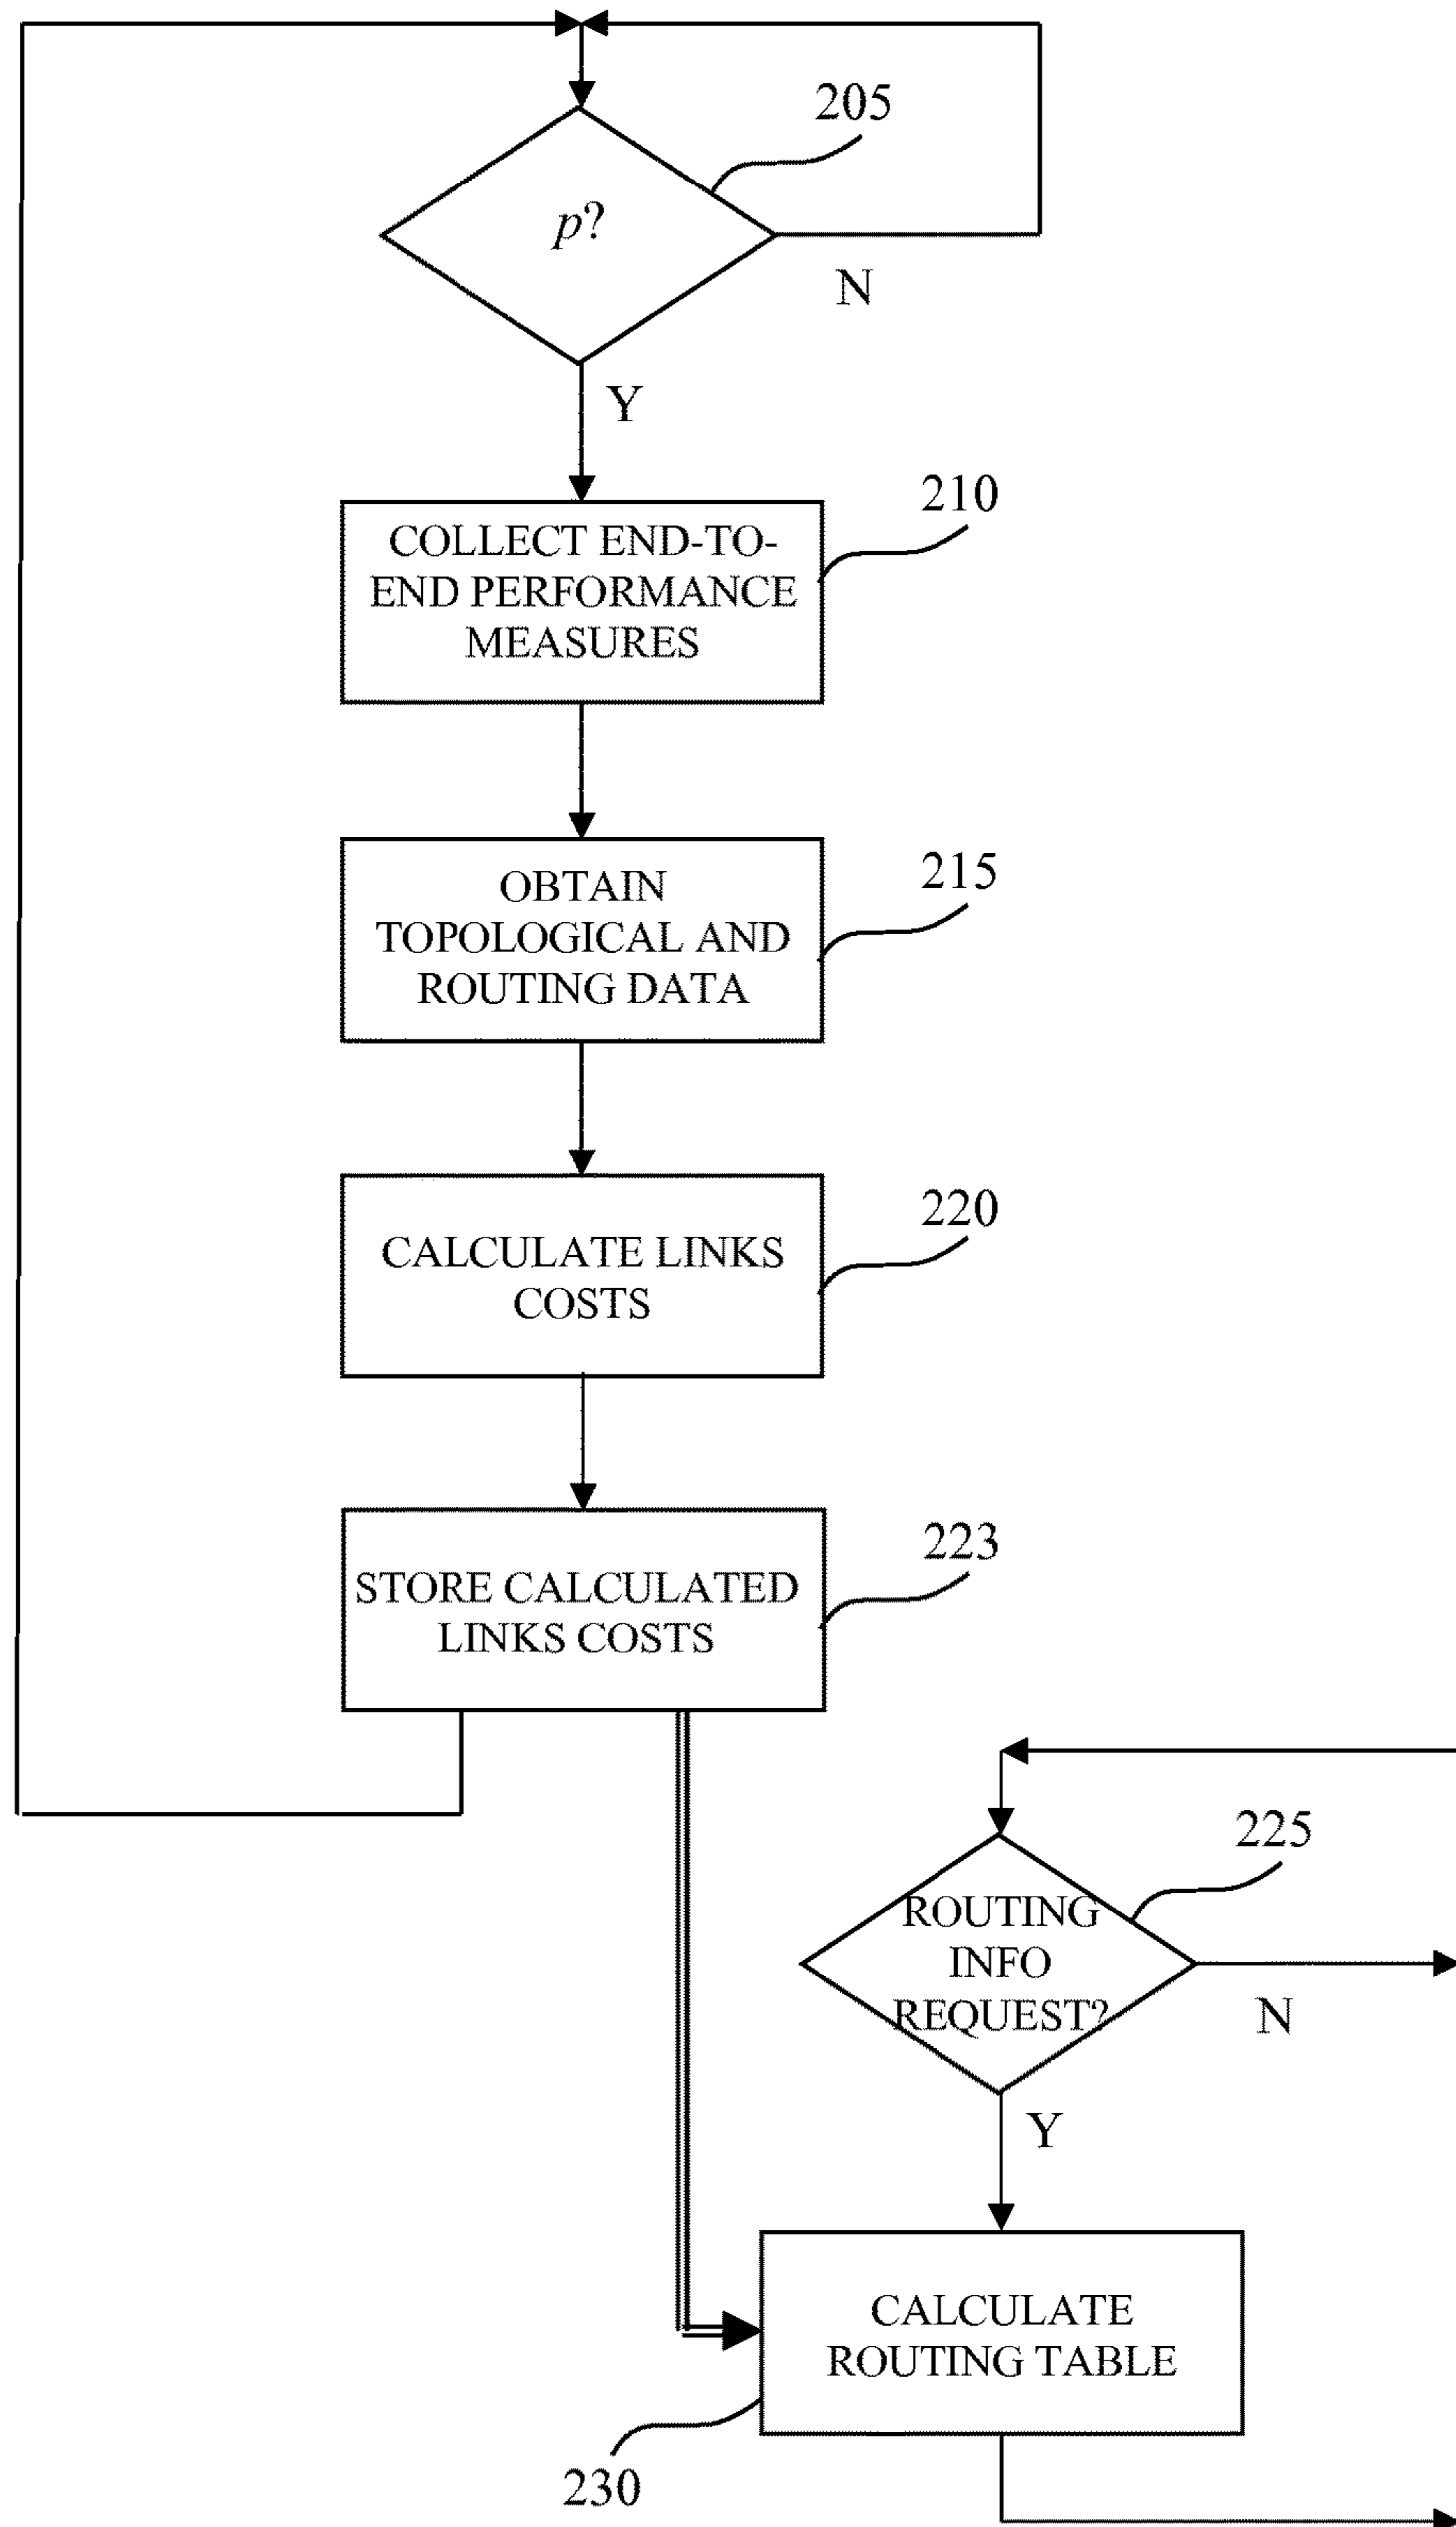 205
p?
N
Y
210
COLLECT END-TO-
END PERFORMANCE
MEASURES
215
OBTAIN
TOPOLOGICAL AND
ROUTING DATA
220
CALCULATE LINKS
COSTS
223
STORE CALCULATED
LINKS COSTS
225
ROUTING
INFO
REQUEST?
N
Y
CALCULATE
ROUTING TABLE
230